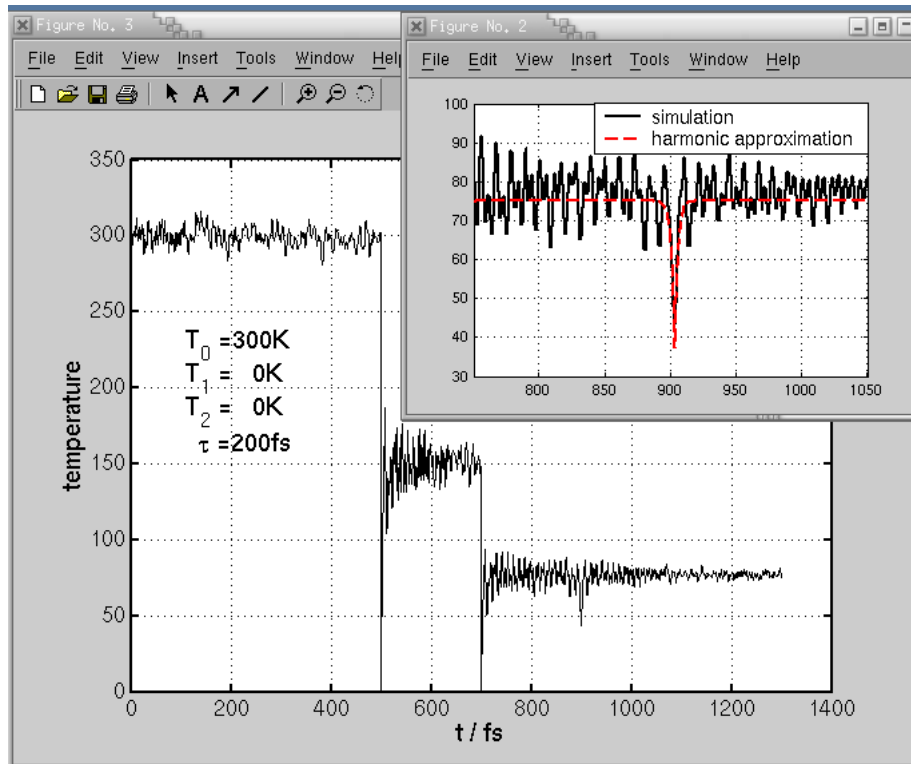 Figure No. 3
File Edit View Insert Tools Window Help
A
350
300
250
200
150
100
50
0
temperature
T0 =300K
T1 = 0K
T2 = 0K
τ =200fs
0 200 400 600 800 1000 1200 1400
t / fs
Figure No. 2
File Edit View Insert Tools Window Help
100
90
80
70
60
50
40
30
simulation
harmonic approximation
600 850 900 950 1000 1050